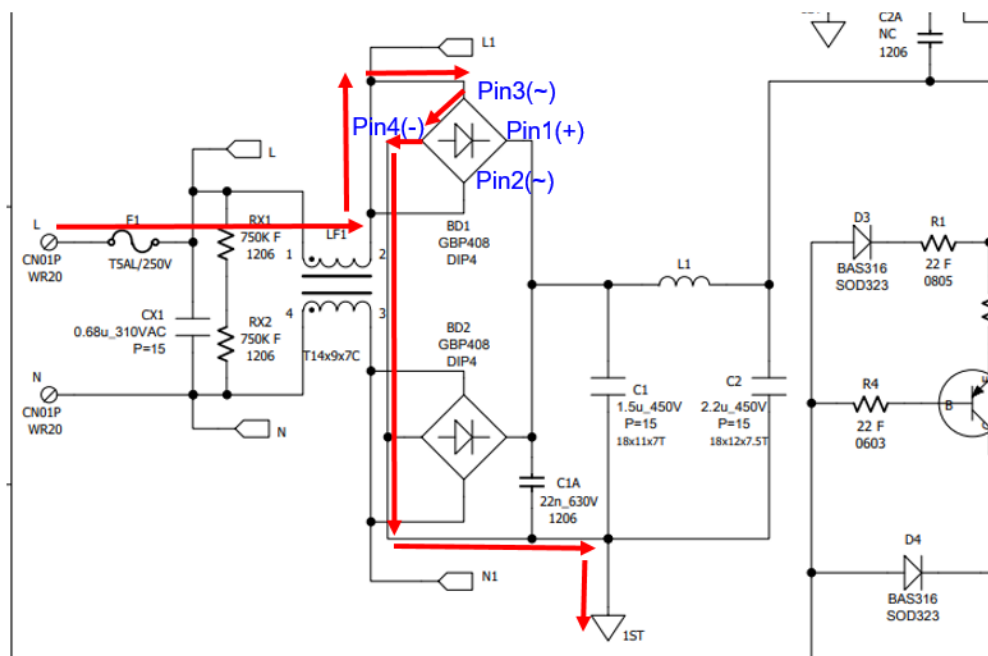 C2A
NC
1206
L1
Pin3(~)
Pin4(-)
Pin1(+)
Pin2(~)
L
L
F1
CN01P
WR20
T5AL/250V
RX1
750K F
1206
LF1
1
2
BD1
GBP408
DIP4
D3
R1
BAS316
SOD323
22 F
0805
L1
CX1
0.68u_310VAC
P=15
RX2
750K F
1206
4
3
T14x9x7C
BD2
GBP408
DIP4
N
CN01P
WR20
N
C1
1.5u_450V
P=15
18x11x7T
C2
2.2u_450V
P=15
18x12x7.5T
R4
B
22 F
0603
C1A
22n_630V
1206
D4
BAS316
SOD323
N1
1ST